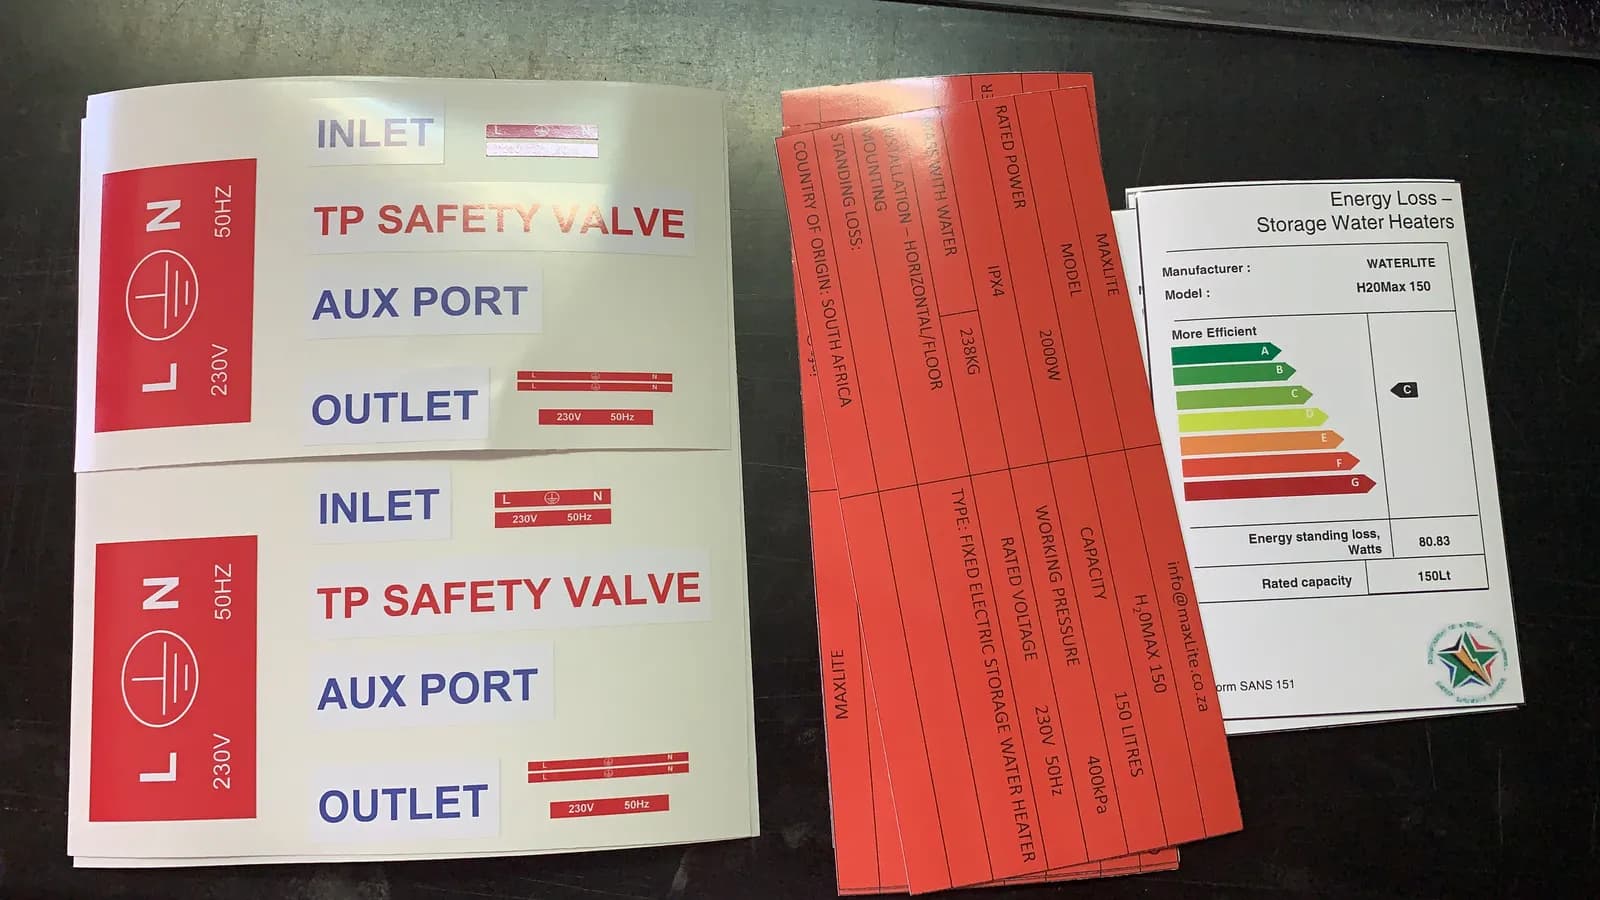 INLET
L N
TP SAFETY VALVE
AUX PORT
OUTLET
L N
L N
230V 50Hz
L N
230V 50HZ
INLET
L N
230V 50Hz
TP SAFETY VALVE
AUX PORT
OUTLET
L N
L N
230V 50Hz
L N
230V 50HZ
ER
MAXLITE
info@maxlite.co.za
MODEL
H₂0MAX 150
2000W
CAPACITY
150 LITRES
RATED POWER
IPX4
WORKING PRESSURE
400kPa
RATED VOLTAGE
230V 50Hz
MASS WITH WATER
238KG
TYPE: FIXED ELECTRIC STORAGE WATER HEATER
INSTALLATION – HORIZONTAL/FLOOR
MOUNTING
STANDING LOSS:
COUNTRY OF ORIGIN: SOUTH AFRICA
MAXLITE
Energy Loss –
Storage Water Heaters
Manufacturer : WATERLITE
Model : H20Max 150
More Efficient
A
B
C
C
D
E
F
G
Energy standing loss,
Watts 80.83
Rated capacity 150Lt
orm SANS 151